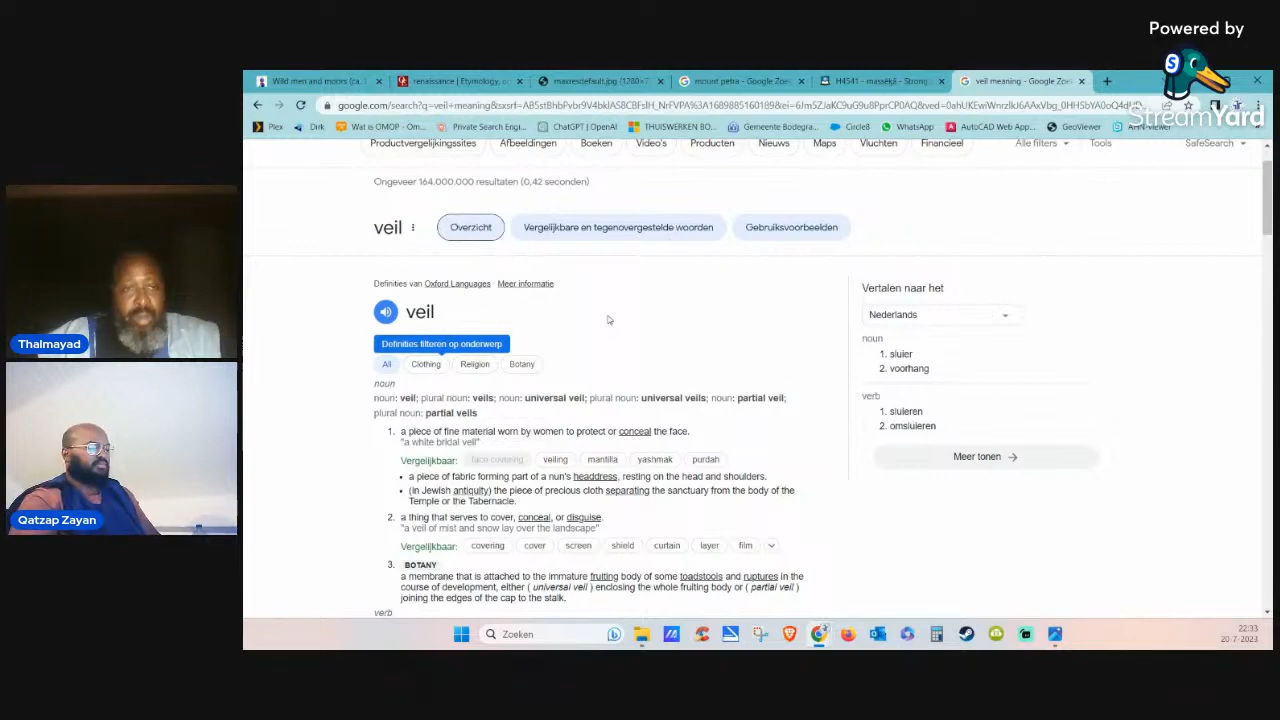 Powered by
StreamYard
Wild men and moors (ca.
renaissance | Etymology, o
maxresdefault.jpg (1280×7
mount petra - Google Zoe
H4541 - massēḵâ - Strong
veil meaning - Google Zoe
Plex
Dirk
Wat is OMOP - Om...
Private Search Engi...
ChatGPT | OpenAI
THUISWERKEN BO...
Gemeente Bodegra...
Circle8
WhatsApp
AutoCAD Web App...
GeoViewer
Productvergelijkingssites
Afbeeldingen
Boeken
Video's
Producten
Nieuws
Maps
Vluchten
Financieel
Alle filters
Tools
SafeSearch
Ongeveer 164.000.000 resultaten (0,42 seconden)
veil
Overzicht
Vergelijkbare en tegenovergestelde woorden
Gebruiksvoorbeelden
Definities van Oxford Languages Meer informatie
veil
Definities filteren op onderwerp
All
Clothing
Religion
Botany
noun
noun: veil; plural noun: veils; noun: universal veil; plural noun: universal veils; noun: partial veil;
plural noun: partial veils
1. a piece of fine material worn by women to protect or conceal the face.
"a white bridal veil"
Vergelijkbaar: face covering veiling mantilla yashmak purdah
• a piece of fabric forming part of a nun's headdress, resting on the head and shoulders.
• (in Jewish antiquity) the piece of precious cloth separating the sanctuary from the body of the
Temple or the Tabernacle.
2. a thing that serves to cover, conceal, or disguise.
"a veil of mist and snow lay over the landscape"
Vergelijkbaar: covering cover screen shield curtain layer film
3. BOTANY
a membrane that is attached to the immature fruiting body of some toadstools and ruptures in the
course of development, either ( universal veil ) enclosing the whole fruiting body or ( partial veil )
joining the edges of the cap to the stalk.
verb
Vertalen naar het
Nederlands
noun
1. sluier
2. voorhang
verb
1. sluieren
2. omsluieren
Meer tonen
Thalmayad
Qatzap Zayan
Zoeken
22:33
20-7-2023